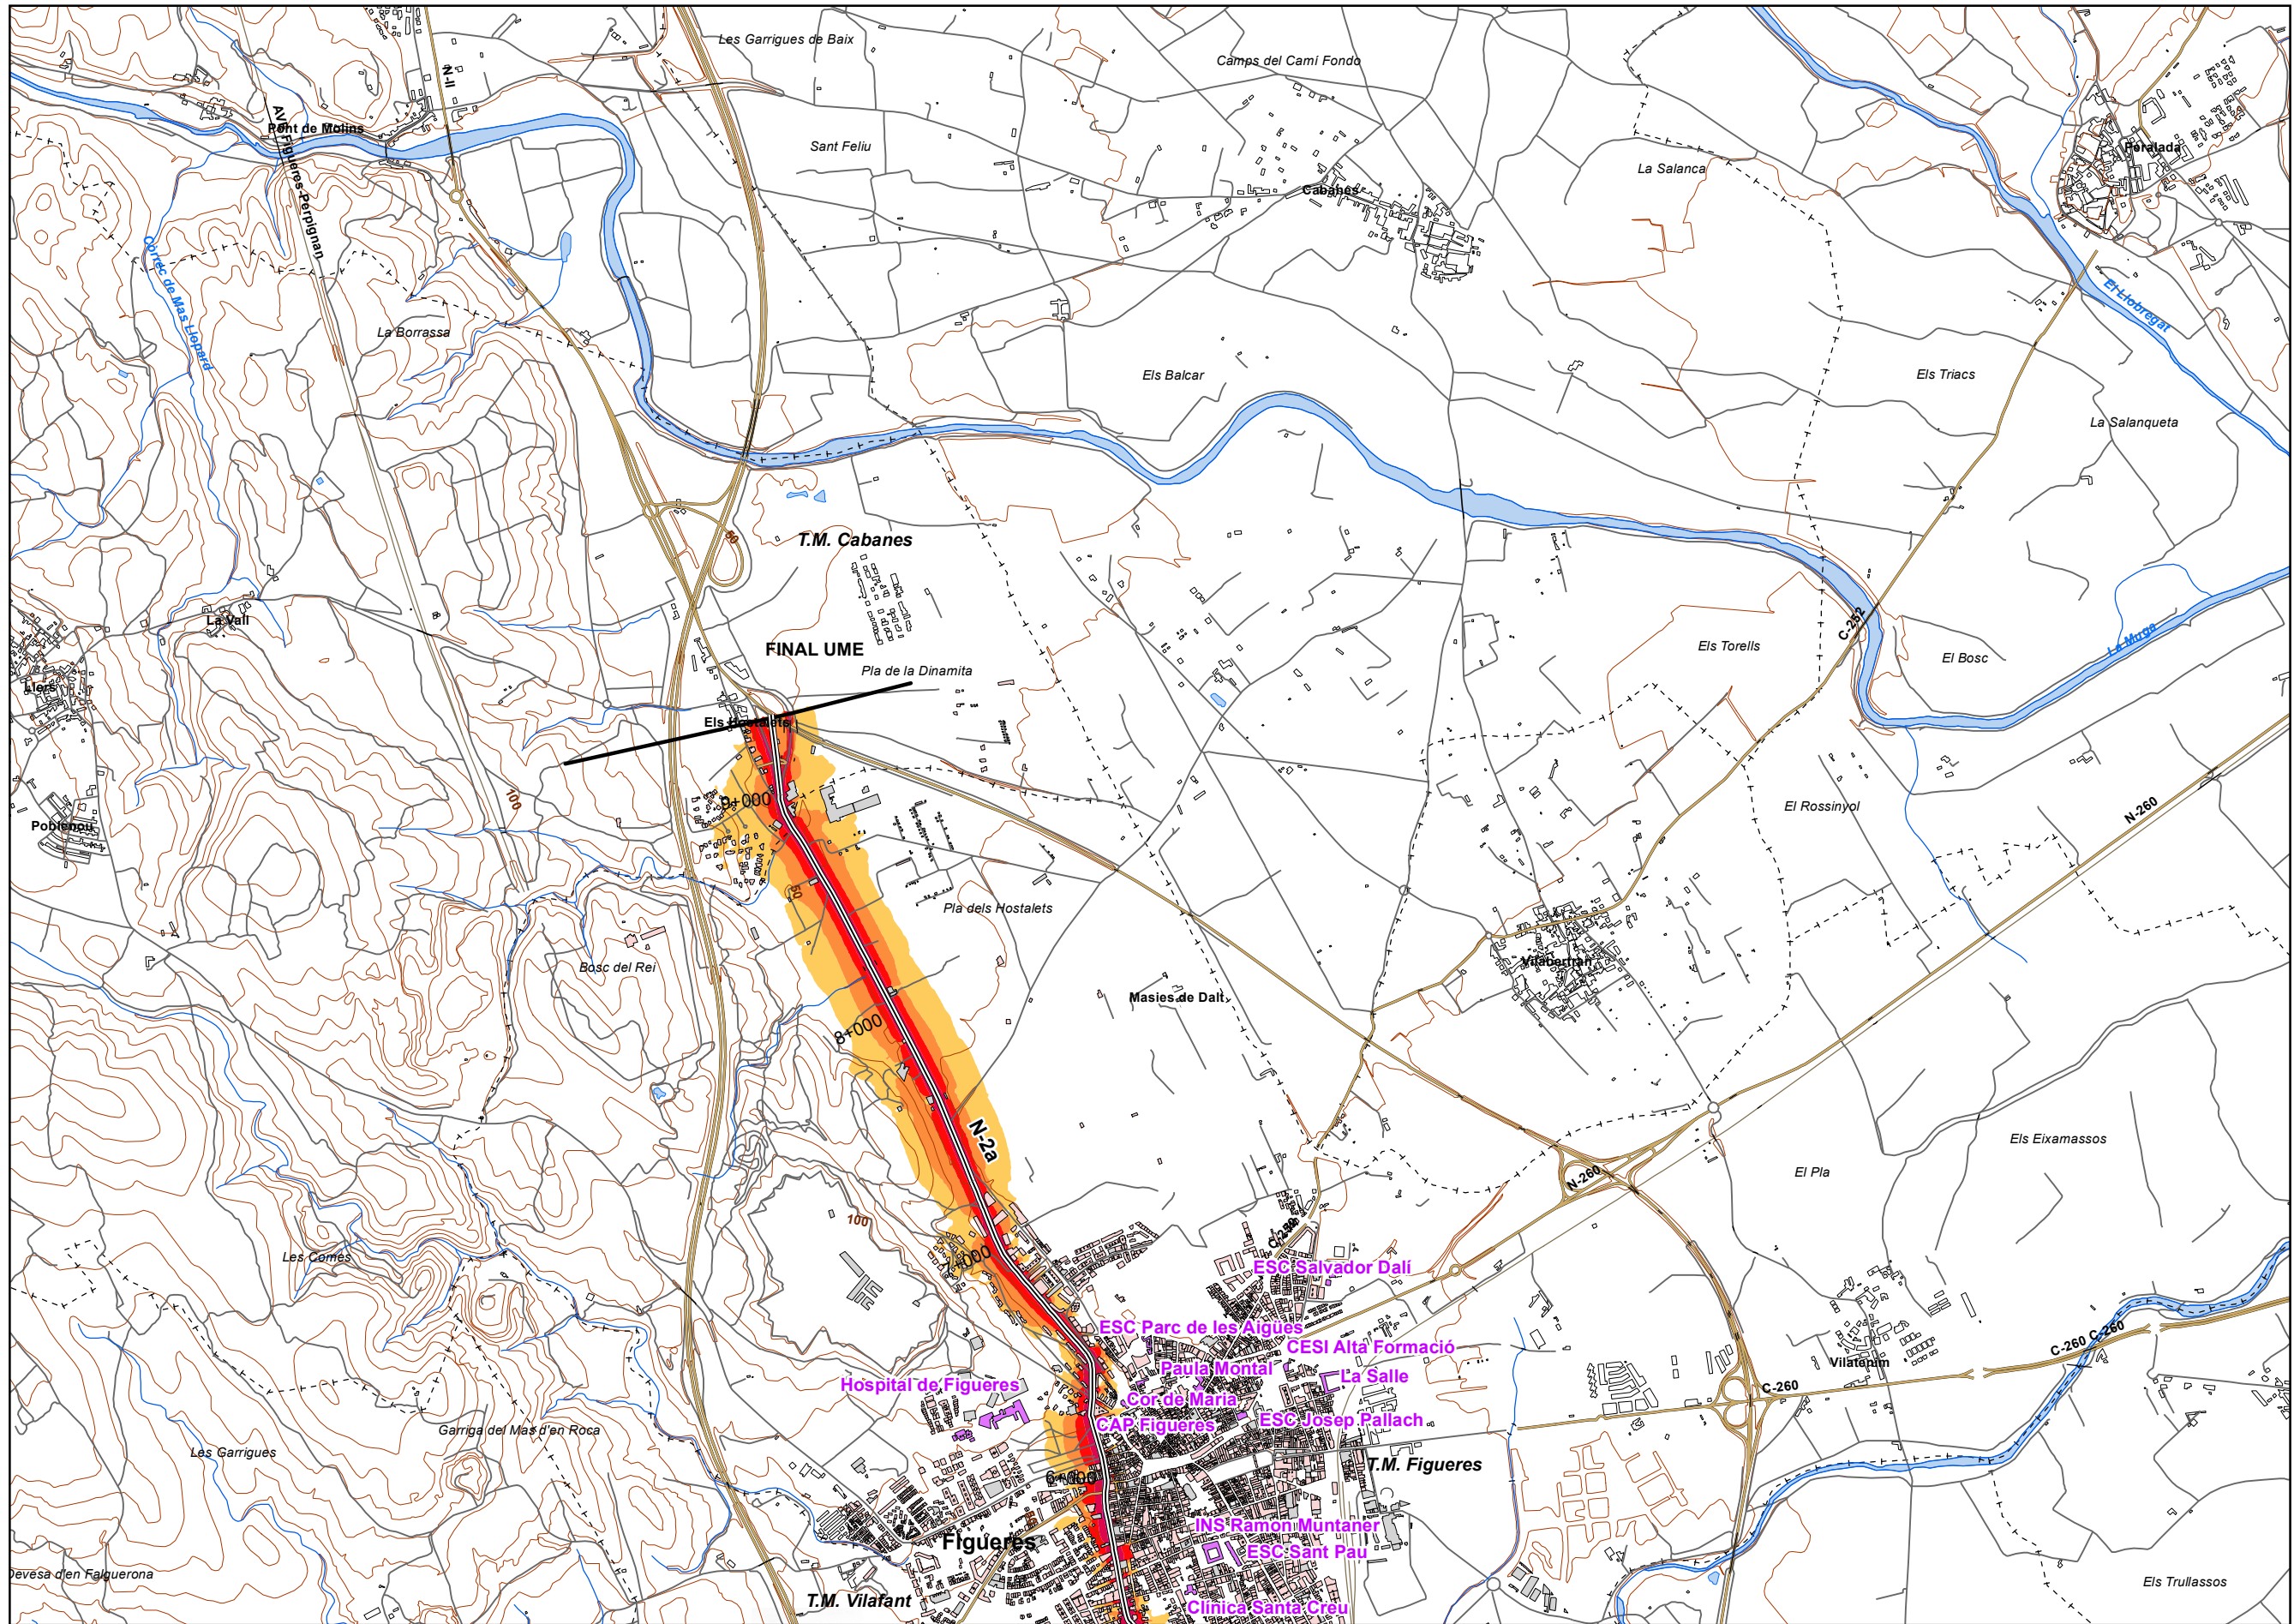 Les Garrigues de Baix
Camps del Camí Fondo
N-II
AVE Figueres-Perpignan
Pont de Molins
Sant Feliu
Peralada
La Salanca
Cabanes
Còrrec de Mas Llopard
El Llobregat
La Borrassa
Els Balcar
Els Triacs
La Salanqueta
50
T.M. Cabanes
La Vall
C-252
La Muga
FINAL UME
Els Torells
El Bosc
Pla de la Dinamita
Llers
Els Hostalets
100
9+000
El Rossinyol
N-260
Poblenou
50
Pla dels Hostalets
Bosc del Rei
Vilabertran
Masies de Dalt
8+000
N-2a
Els Eixamassos
El Pla
N-260
100
Les Comes
7+000
ESC Salvador Dalí
ESC Parc de les Aigües
CESI Alta Formació
C-260 C-260
Vilatenim
Paula Montal
La Salle
Hospital de Figueres
C-260
Cor de Maria
CAP Figueres
ESC Josep Pallach
Garriga del Mas d'en Roca
Les Garrigues
T.M. Figueres
6+000
INS Ramon Muntaner
Figueres
ESC Sant Pau
Devesa d'en Falguerona
Els Trullassos
T.M. Vilafant
Clínica Santa Creu